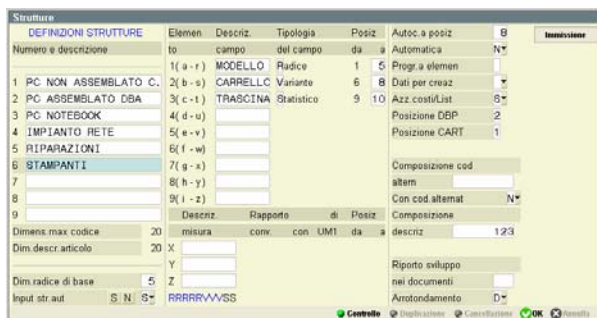 Strutture
DEFINIZIONI STRUTTURE Elemen Descriz. Tipologia Posiz Autoc.a posiz 8 Immissione
Numero e descrizione to campo del campo da a Automatica N
1( a - r ) MODELLO Radice 1 5 Progr.a elemen
1 PC NON ASSEMBLATO C. 2( b - s ) CARRELLO Variante 6 8 Dati per creaz
2 PC ASSEMBLATO DBA 3( c - t ) TRASCINA Statistico 9 10 Azz.costi/List S
3 PC NOTEBOOK 4( d - u ) Posizione DBP 2
4 IMPIANTO RETE 5( e - v ) Posizione CART 1
5 RIPARAZIONI 6( f - w )
6 STAMPANTI 7( g - x ) Composizione cod
7 8( h - y ) altern
8 9( i - z ) Con cod.alternat N
9 Descriz. Rapporto di Posiz Composizione
Dimens.max codice 20 misura conv. con UM1 da a descriz 123
Dim.descr.articolo 20 X
Y Riporto sviluppo
Dim.radice di base 5 Z nei documenti
Input str.aut S N S RRRRRVVVSS Arrotondamento D
Controllo Duplicazione Cancellazione OK Annulla